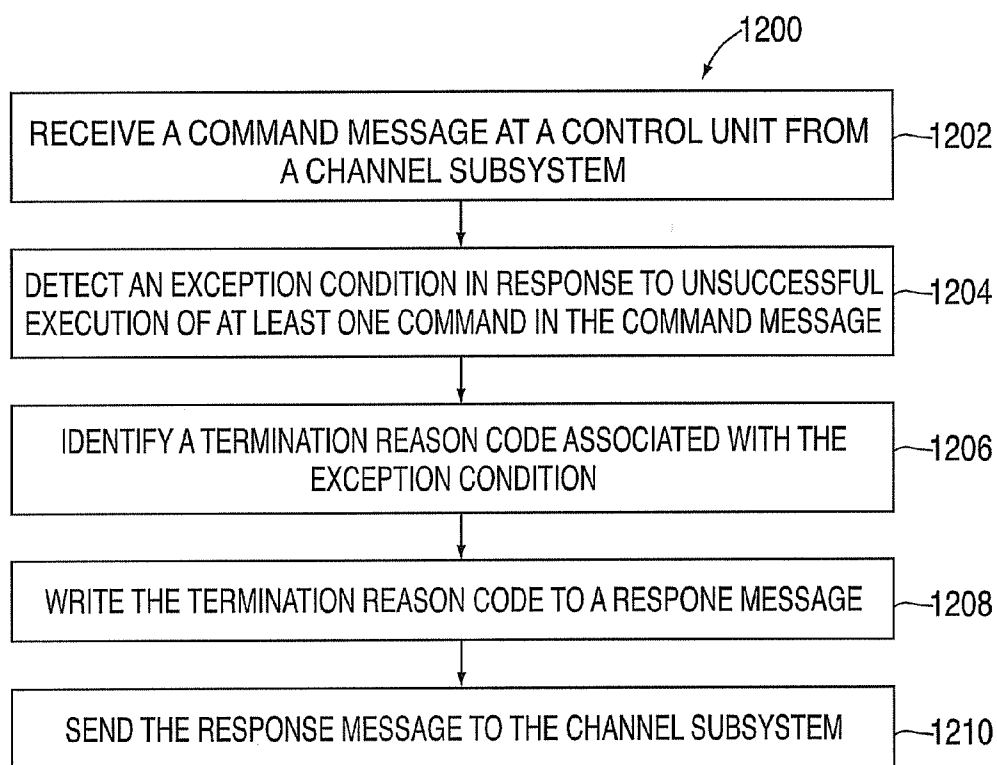 1200
RECEIVE A COMMAND MESSAGE AT A CONTROL UNIT FROM
A CHANNEL SUBSYSTEM
1202
DETECT AN EXCEPTION CONDITION IN RESPONSE TO UNSUCCESSFUL
EXECUTION OF AT LEAST ONE COMMAND IN THE COMMAND MESSAGE
1204
IDENTIFY A TERMINATION REASON CODE ASSOCIATED WITH THE
EXCEPTION CONDITION
1206
WRITE THE TERMINATION REASON CODE TO A RESPONE MESSAGE
1208
SEND THE RESPONSE MESSAGE TO THE CHANNEL SUBSYSTEM
1210